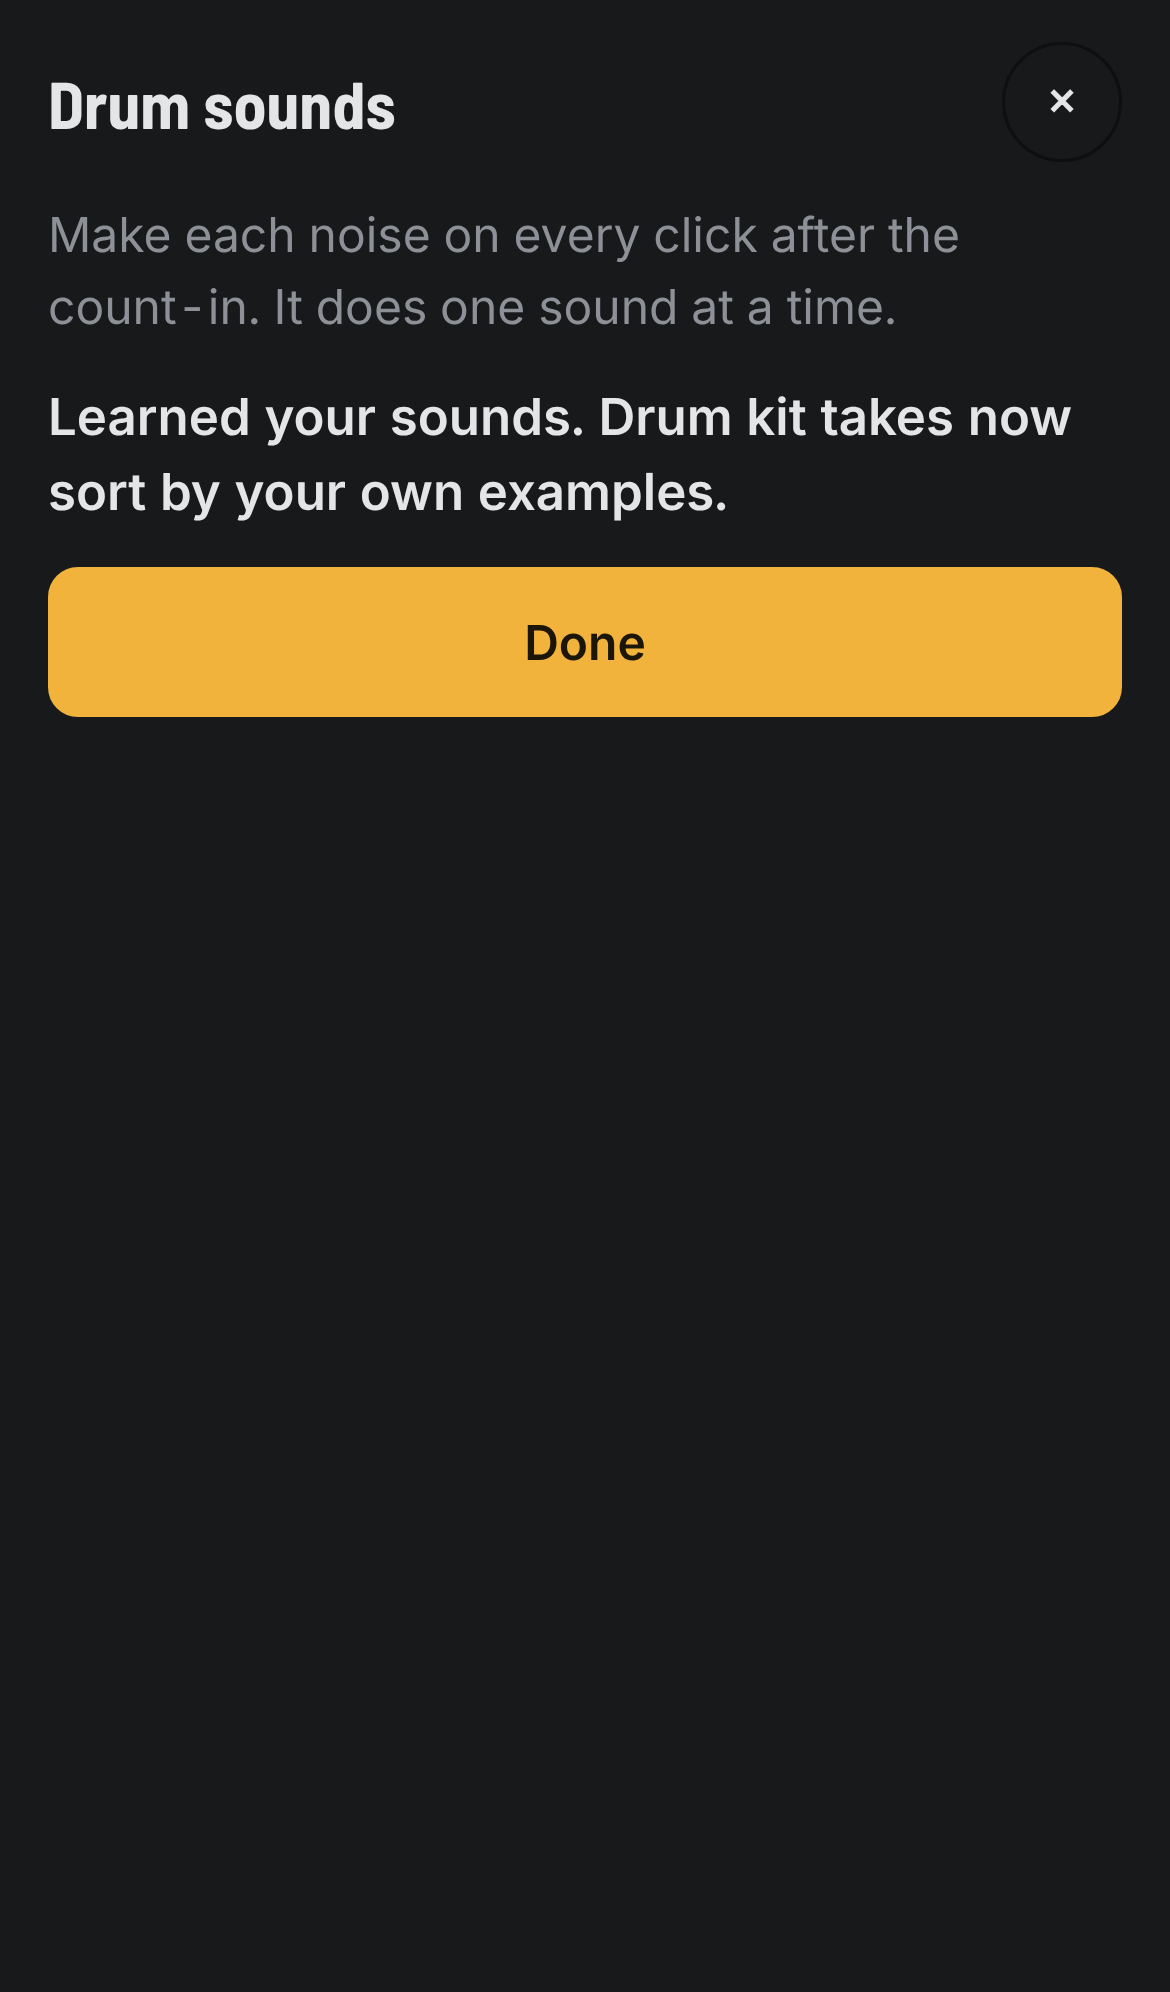 Drum sounds
Make each noise on every click after the
count-in. It does one sound at a time.
Learned your sounds. Drum kit takes now
sort by your own examples.
Done